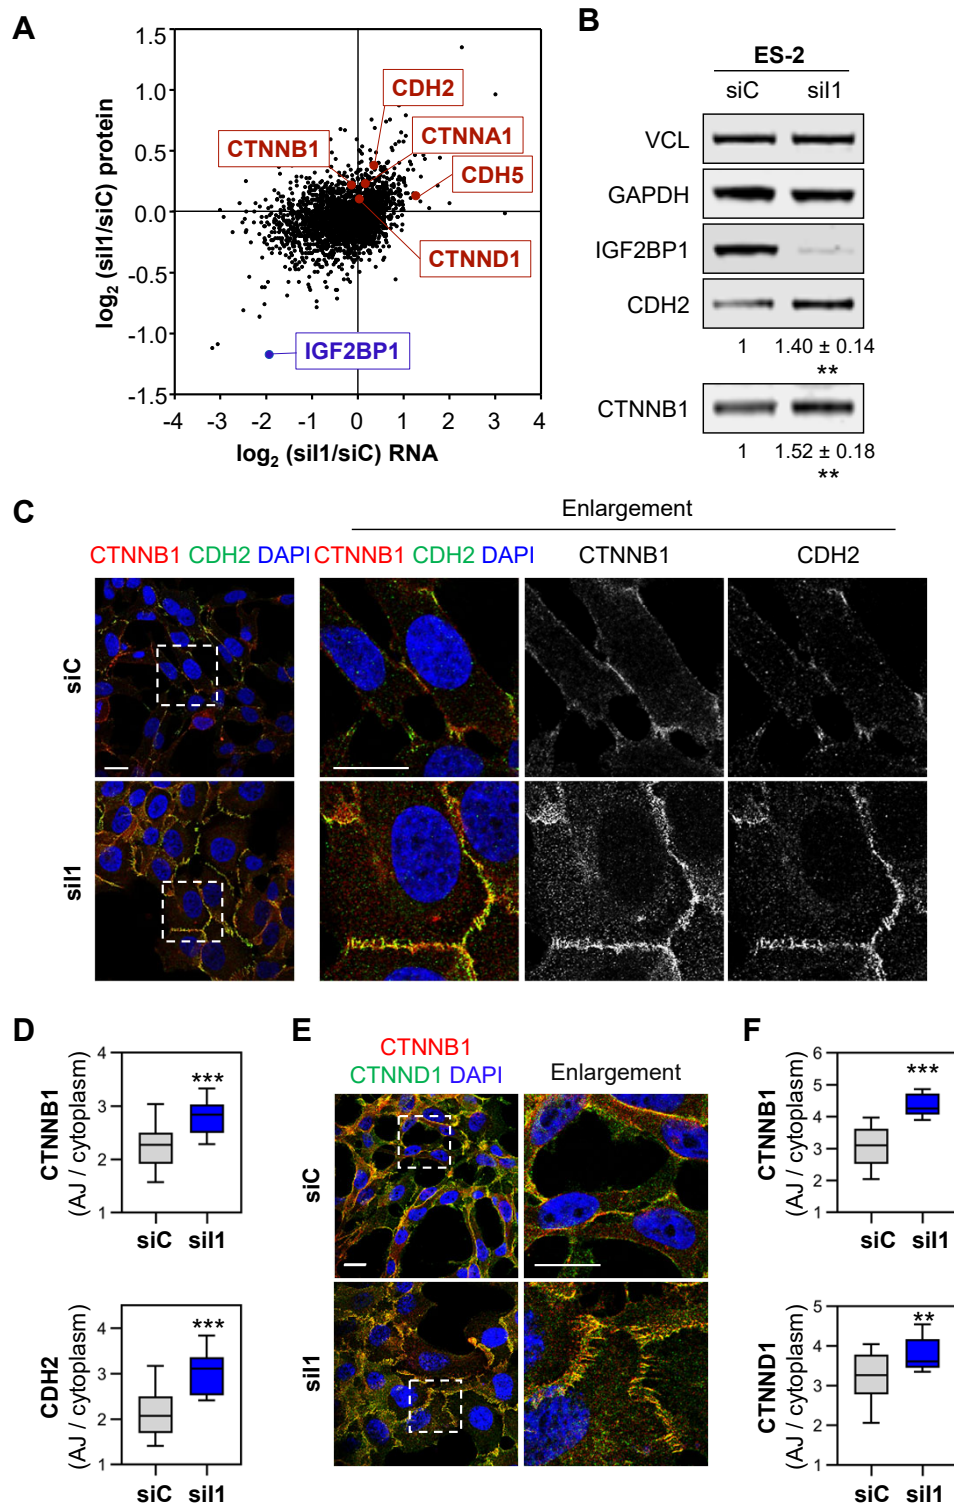 A
log2 (siI1/siC) protein
1.5
1.0
0.5
0.0
-0.5
-1.0
-1.5
CDH2
CTNNB1
CTNNA1
CDH5
CTNND1
IGF2BP1
-4 -3 -2 -1 0 1 2 3 4
log2 (siI1/siC) RNA
B
ES-2
siC siI1
VCL
GAPDH
IGF2BP1
CDH2
1 1.40 ± 0.14
**
CTNNB1
1 1.52 ± 0.18
**
C
Enlargement
CTNNB1 CDH2 DAPI CTNNB1 CDH2 DAPI CTNNB1 CDH2
siC
siI1
D
CTNNB1
(AJ / cytoplasm)
4
3
2
1
***
siC siI1
CDH2
(AJ / cytoplasm)
4
3
2
1
***
siC siI1
E
CTNNB1
CTNND1 DAPI Enlargement
siC
siI1
F
CTNNB1
(AJ / cytoplasm)
6
5
4
3
2
1
***
siC siI1
CTNND1
(AJ / cytoplasm)
5
4
3
2
1
**
siC siI1